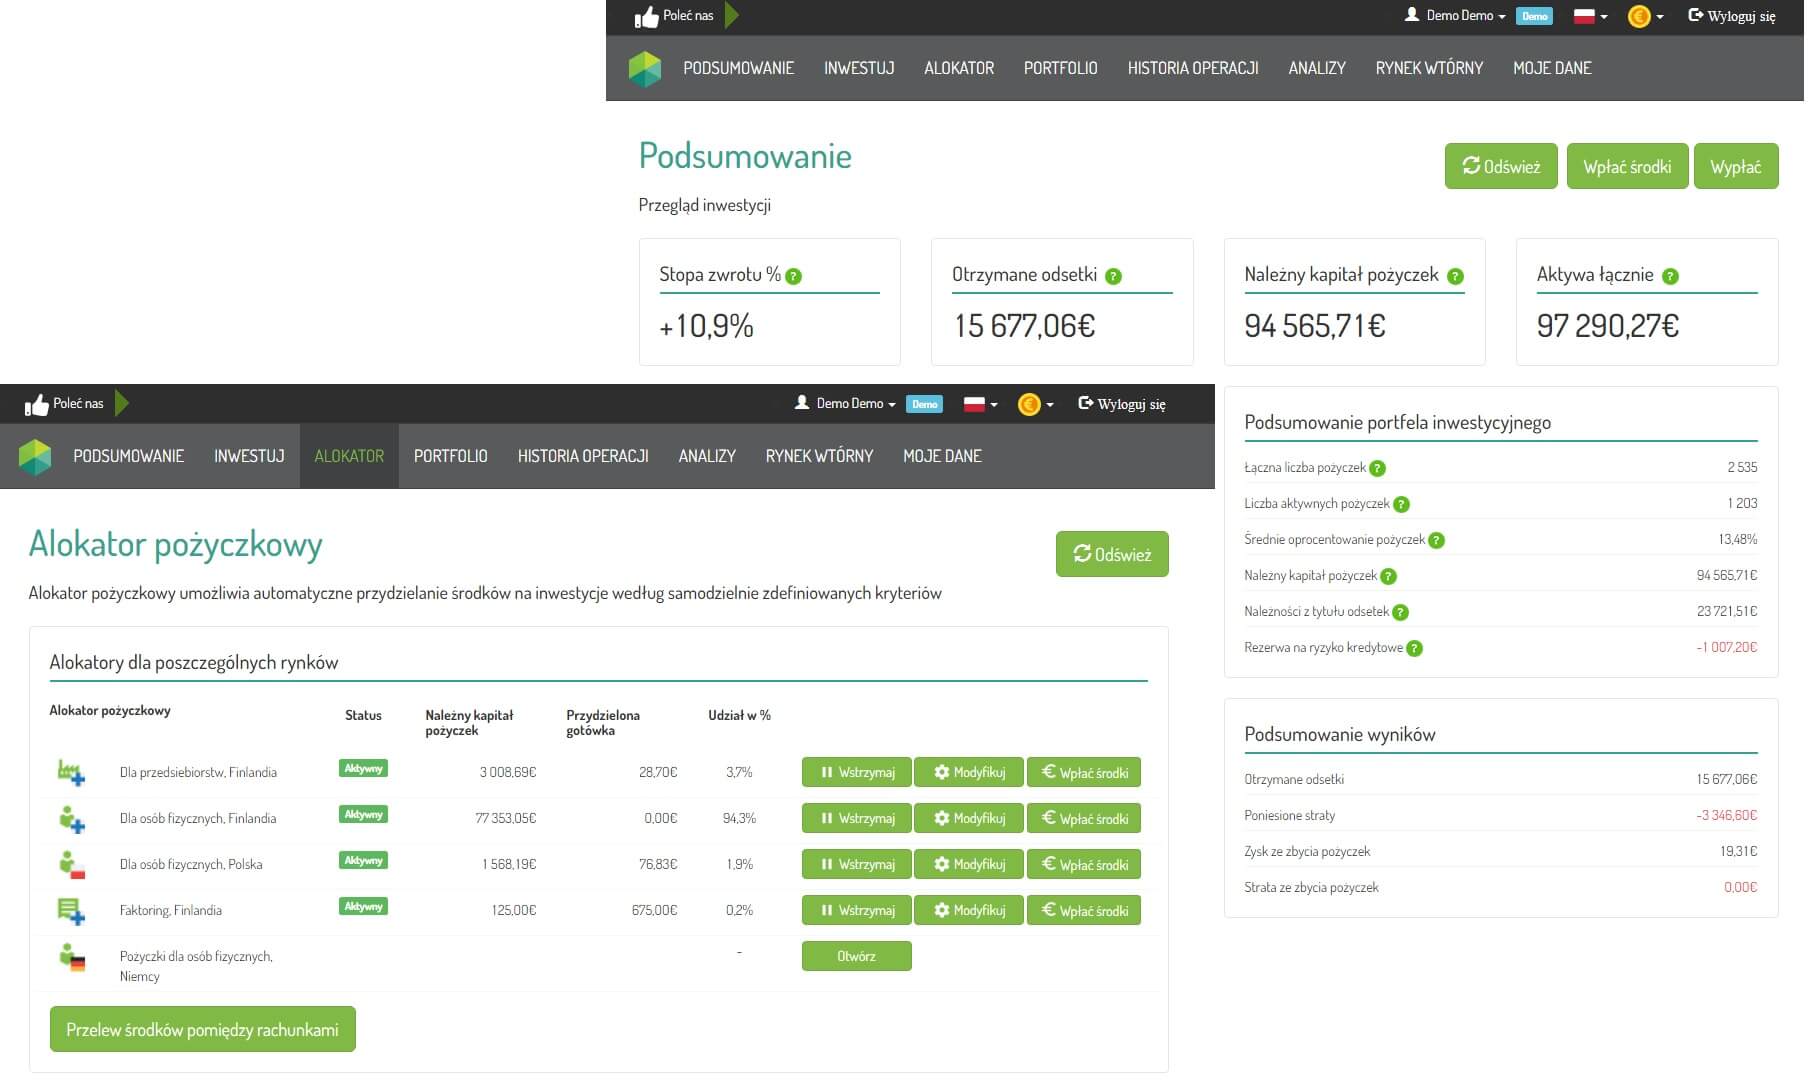 Poleć nas
Demo Demo Demo Wyloguj się
PODSUMOWANIE INWESTUJ ALOKATOR PORTFOLIO HISTORIA OPERACJI ANALIZY RYNEK WTÓRNY MOJE DANE
Podsumowanie
Odśwież Wpłać środki Wypłać
Przegląd inwestycji
Stopa zwrotu % ?
+10,9%
Otrzymane odsetki ?
15 677,06€
Należny kapitał pożyczek ?
94 565,71€
Aktywa łącznie ?
97 290,27€
Podsumowanie portfela inwestycyjnego
Łączna liczba pożyczek ? 2 535
Liczba aktywnych pożyczek ? 1 203
Średnie oprocentowanie pożyczek ? 13,48%
Należny kapitał pożyczek ? 94 565,71€
Należności z tytułu odsetek ? 23 721,51€
Rezerwa na ryzyko kredytowe ? -1 007,20€
Podsumowanie wyników
Otrzymane odsetki 15 677,06€
Poniesione straty -3 346,60€
Zysk ze zbycia pożyczek 19,31€
Strata ze zbycia pożyczek 0,00€
Poleć nas
Demo Demo Demo € Wyloguj się
PODSUMOWANIE INWESTUJ ALOKATOR PORTFOLIO HISTORIA OPERACJI ANALIZY RYNEK WTÓRNY MOJE DANE
Alokator pożyczkowy
Odśwież
Alokator pożyczkowy umożliwia automatyczne przydzielanie środków na inwestycje według samodzielnie zdefiniowanych kryteriów
Alokatory dla poszczególnych rynków
Alokator pożyczkowy Status Należny kapitał pożyczek Przydzielona gotówka Udział w %
Dla przedsiebiorstw, Finlandia Aktywny 3 008,69€ 28,70€ 3,7% Wstrzymaj Modyfikuj € Wpłać środki
Dla osób fizycznych, Finlandia Aktywny 77 353,05€ 0,00€ 94,3% Wstrzymaj Modyfikuj € Wpłać środki
Dla osób fizycznych, Polska Aktywny 1 568,19€ 76,83€ 1,9% Wstrzymaj Modyfikuj € Wpłać środki
Faktoring, Finlandia Aktywny 125,00€ 675,00€ 0,2% Wstrzymaj Modyfikuj € Wpłać środki
Pożyczki dla osób fizycznych, - Otwórz
Niemcy
Przelew środków pomiędzy rachunkami